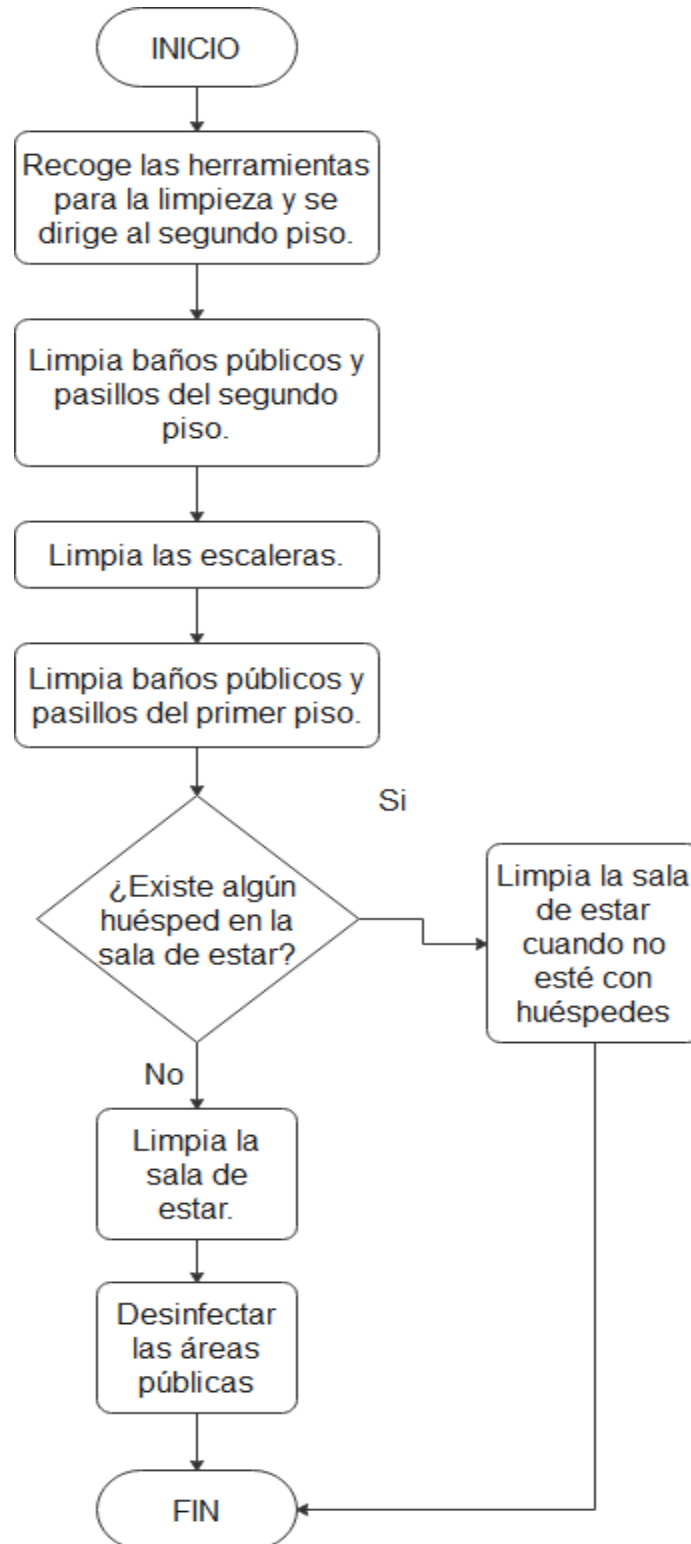 INICIO
Recoge las herramientas
para la limpieza y se
dirige al segundo piso.
Limpia baños públicos y
pasillos del segundo
piso.
Limpia las escaleras.
Limpia baños públicos y
pasillos del primer piso.
¿Existe algún
huésped en la
sala de estar?
Si
Limpia la sala
de estar
cuando no
esté con
huéspedes
No
Limpia la
sala de
estar.
Desinfectar
las áreas
públicas
FIN